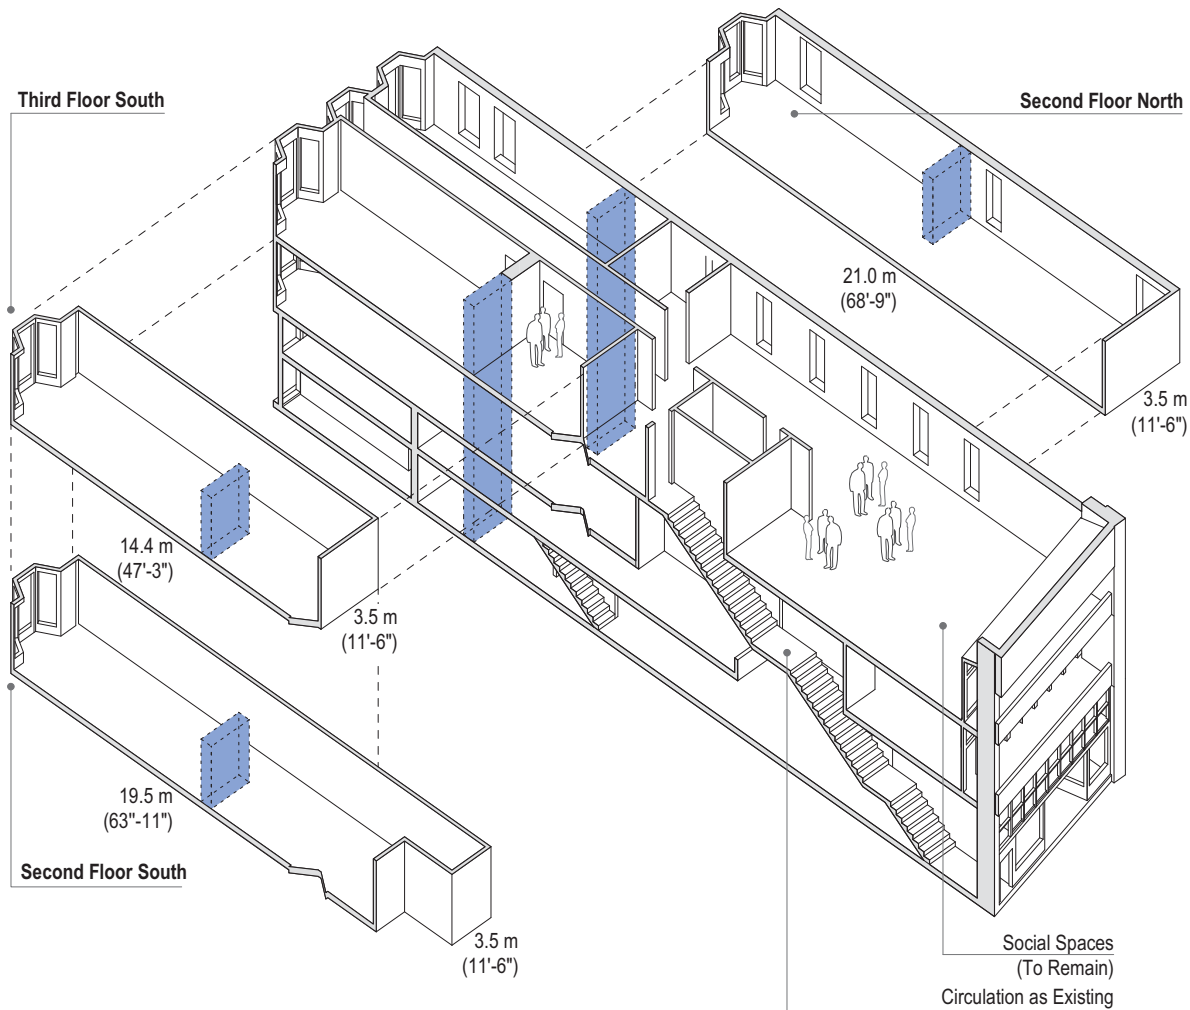 Third Floor South
Second Floor North
21.0 m
(68'-9")
3.5 m
(11'-6")
14.4 m
(47'-3")
3.5 m
(11'-6")
19.5 m
(63"-11")
Second Floor South
3.5 m
(11'-6")
Social Spaces
(To Remain)
Circulation as Existing